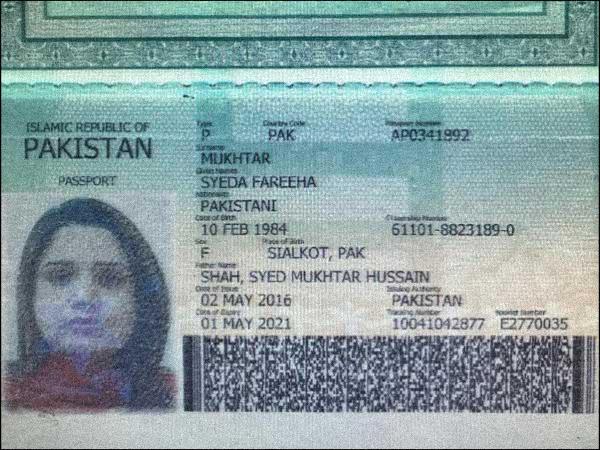 ISLAMIC REPUBLIC OF
PAKISTAN
PASSPORT
Type Country Code Passport Number
P PAK AP0341892
Surname
MUKHTAR
Given Names
SYEDA FAREEHA
Nationality
PAKISTANI
Date of Birth Citizenship Number
10 FEB 1984 61101-8823189-0
Sex Place of Birth
F SIALKOT, PAK
Father Name
SHAH, SYED MUKHTAR HUSSAIN
Date of Issue Issuing Authority
02 MAY 2016 PAKISTAN
Date of Expiry Tracking Number Booklet Number
01 MAY 2021 10041042877 E2770035